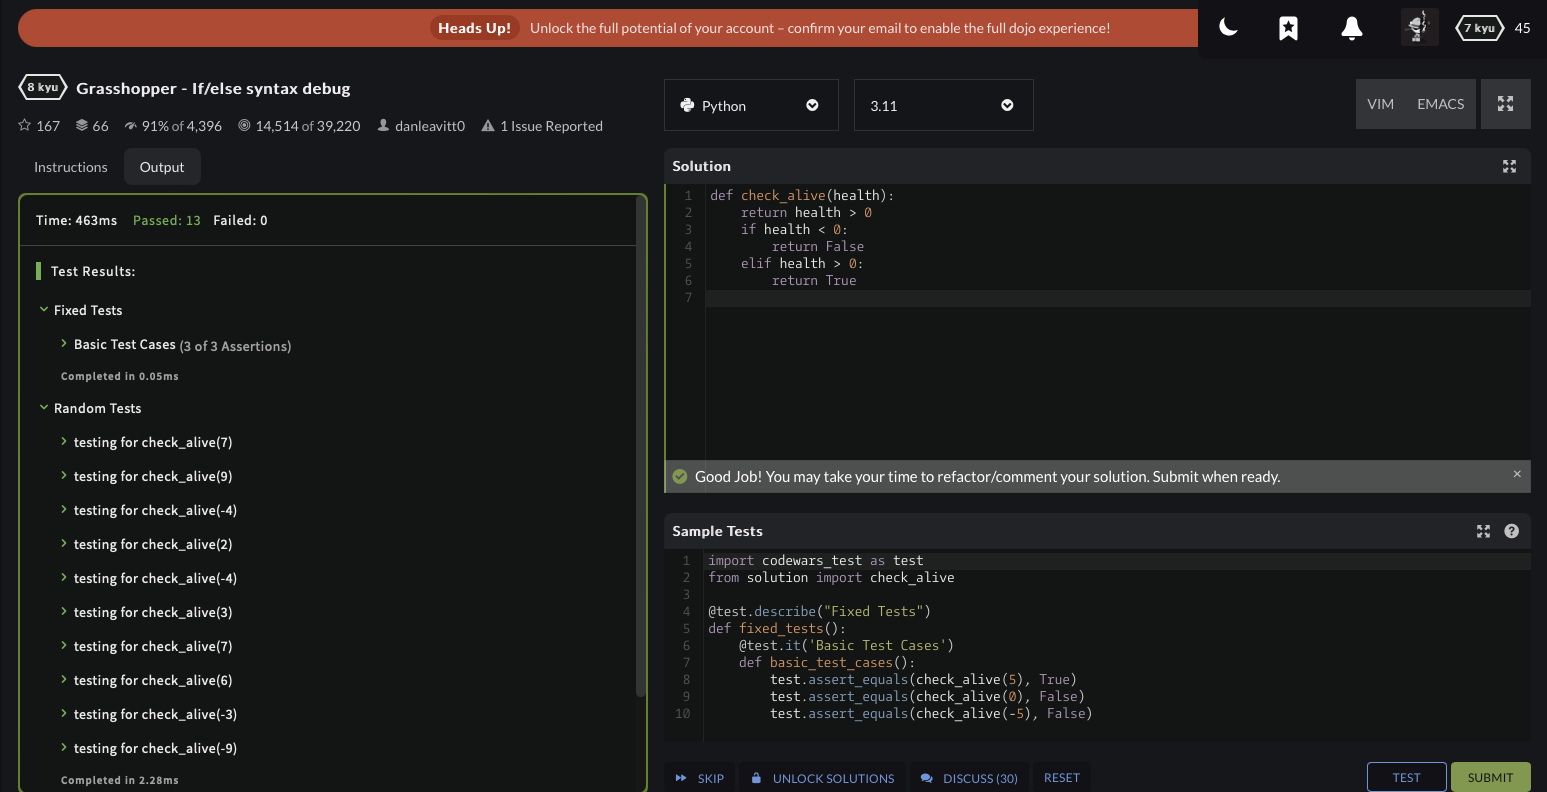 Heads Up! Unlock the full potential of your account – confirm your email to enable the full dojo experience!
7 kyu 45
8 kyu Grasshopper - If/else syntax debug
167 66 91% of 4,396 14,514 of 39,220 danleavitt0 1 Issue Reported
Instructions Output
Time: 463ms Passed: 13 Failed: 0
Test Results:
Fixed Tests
Basic Test Cases (3 of 3 Assertions)
Completed in 0.05ms
Random Tests
testing for check_alive(7)
testing for check_alive(9)
testing for check_alive(-4)
testing for check_alive(2)
testing for check_alive(-4)
testing for check_alive(3)
testing for check_alive(7)
testing for check_alive(6)
testing for check_alive(-3)
testing for check_alive(-9)
Completed in 2.28ms
Python 3.11 VIM EMACS
Solution
1 def check_alive(health):
2 return health > 0
3 if health < 0:
4 return False
5 elif health > 0:
6 return True
7
Good Job! You may take your time to refactor/comment your solution. Submit when ready. ×
Sample Tests ?
1 import codewars_test as test
2 from solution import check_alive
3
4 @test.describe("Fixed Tests")
5 def fixed_tests():
6 @test.it('Basic Test Cases')
7 def basic_test_cases():
8 test.assert_equals(check_alive(5), True)
9 test.assert_equals(check_alive(0), False)
10 test.assert_equals(check_alive(-5), False)
SKIP UNLOCK SOLUTIONS DISCUSS (30) RESET TEST SUBMIT